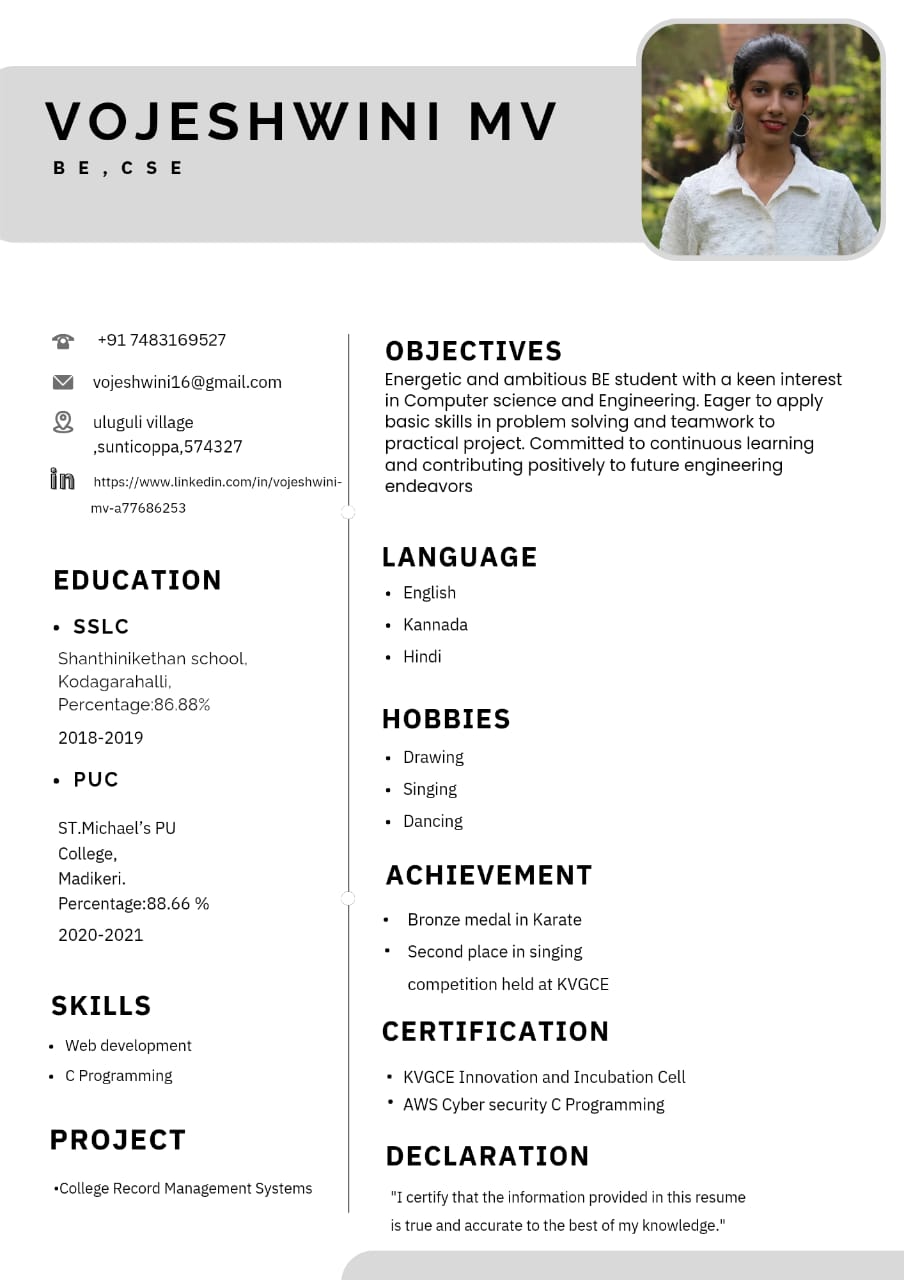 VOJESHWINI MV
BE,CSE
+91 7483169527
vojeshwini16@gmail.com
uluguli village
,sunticoppa,574327
in
https://www.linkedin.com/in/vojeshwini-
mv-a77686253
EDUCATION
• SSLC
Shanthinikethan school,
Kodagarahalli,
Percentage:86.88%
2018-2019
• PUC
ST.Michael's PU
College,
Madikeri.
Percentage:88.66 %
2020-2021
SKILLS
• Web development
• C Programming
PROJECT
•College Record Management Systems
OBJECTIVES
Energetic and ambitious BE student with a keen interest
in Computer science and Engineering. Eager to apply
basic skills in problem solving and teamwork to
practical project. Committed to continuous learning
and contributing positively to future engineering
endeavors
LANGUAGE
• English
• Kannada
• Hindi
HOBBIES
• Drawing
• Singing
• Dancing
ACHIEVEMENT
• Bronze medal in Karate
• Second place in singing
competition held at KVGCE
CERTIFICATION
• KVGCE Innovation and Incubation Cell
• AWS Cyber security C Programming
DECLARATION
"I certify that the information provided in this resume
is true and accurate to the best of my knowledge."